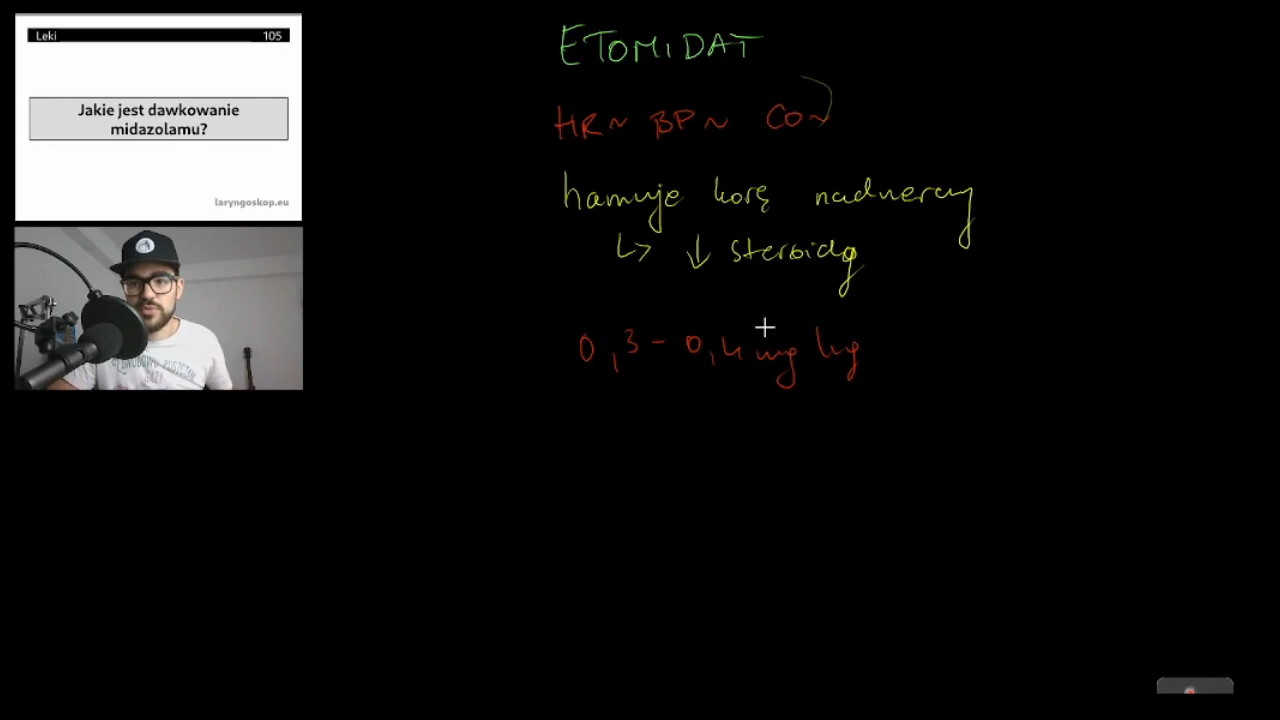 Leki 105
Jakie jest dawkowanie
midazolamu?
laryngoskop.eu
ETOMIDAT
HR~ BP~ CO~
hamuje korę nadnerczy
↳ ↓ steroidy
0,3-0,4 mg kg